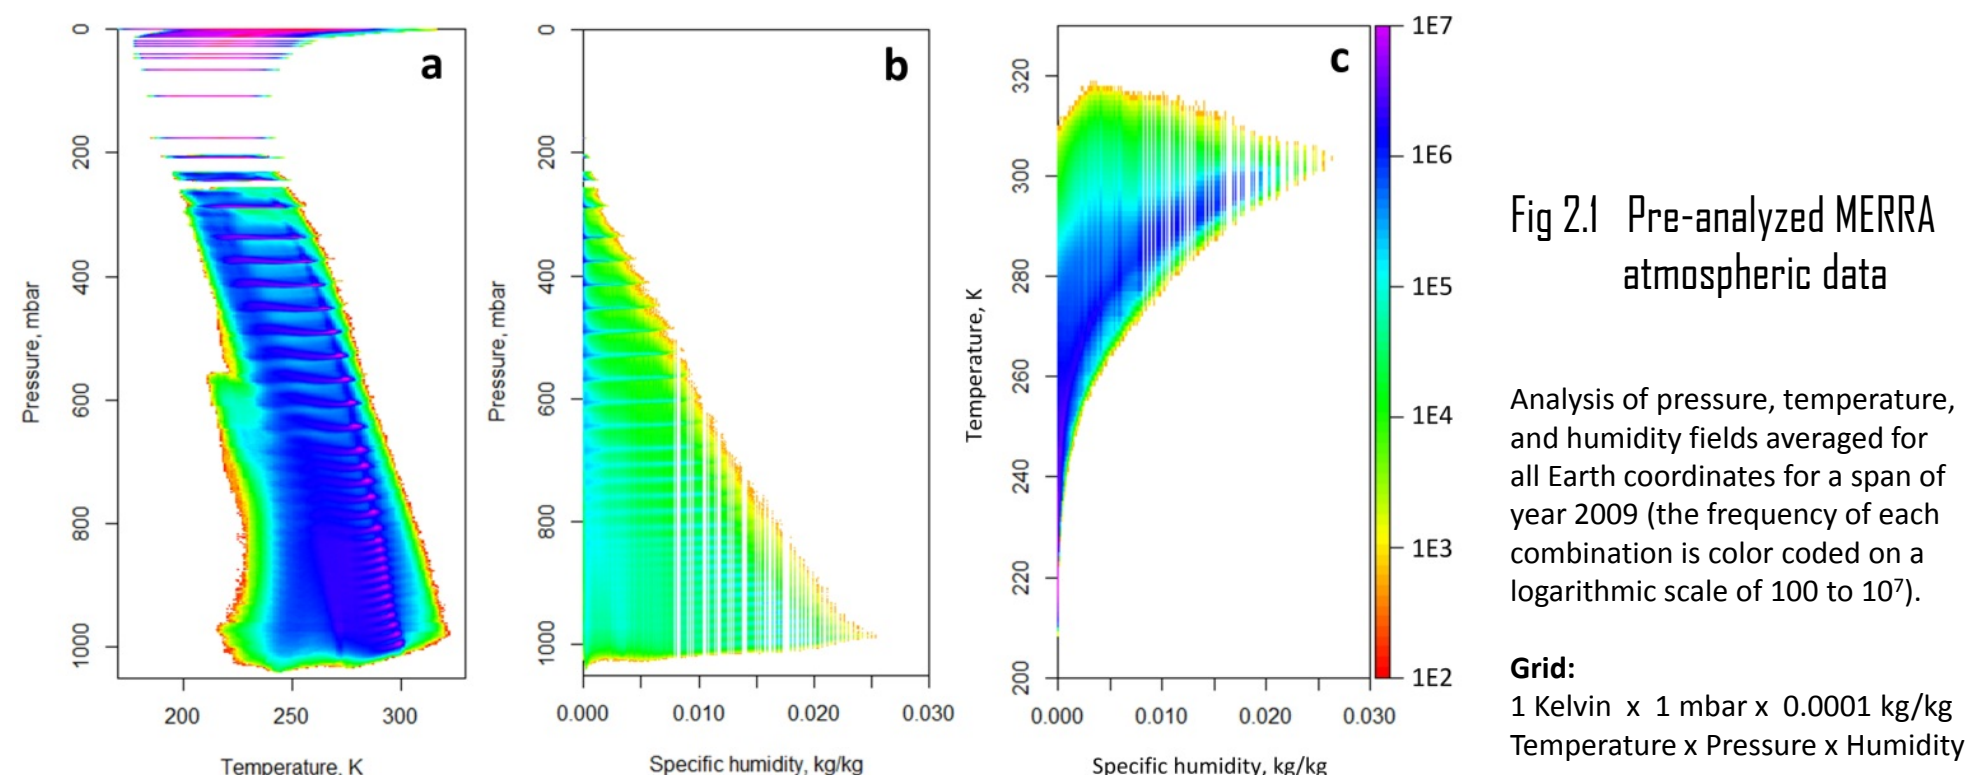 a
0
200
400
600
800
1000
Pressure, mbar
200
250
300
Temperature, K
b
0
200
400
600
800
1000
Pressure, mbar
0.000
0.010
0.020
0.030
Specific humidity, kg/kg
c
320
300
280
260
240
220
200
Temperature, K
0.000
0.010
0.020
0.030
Specific humidity, kg/kg
1E7
1E6
1E5
1E4
1E3
1E2
Fig 2.1 Pre-analyzed MERRA
atmospheric data
Analysis of pressure, temperature,
and humidity fields averaged for
all Earth coordinates for a span of
year 2009 (the frequency of each
combination is color coded on a
logarithmic scale of 100 to 10⁷).
Grid:
1 Kelvin x 1 mbar x 0.0001 kg/kg
Temperature x Pressure x Humidity